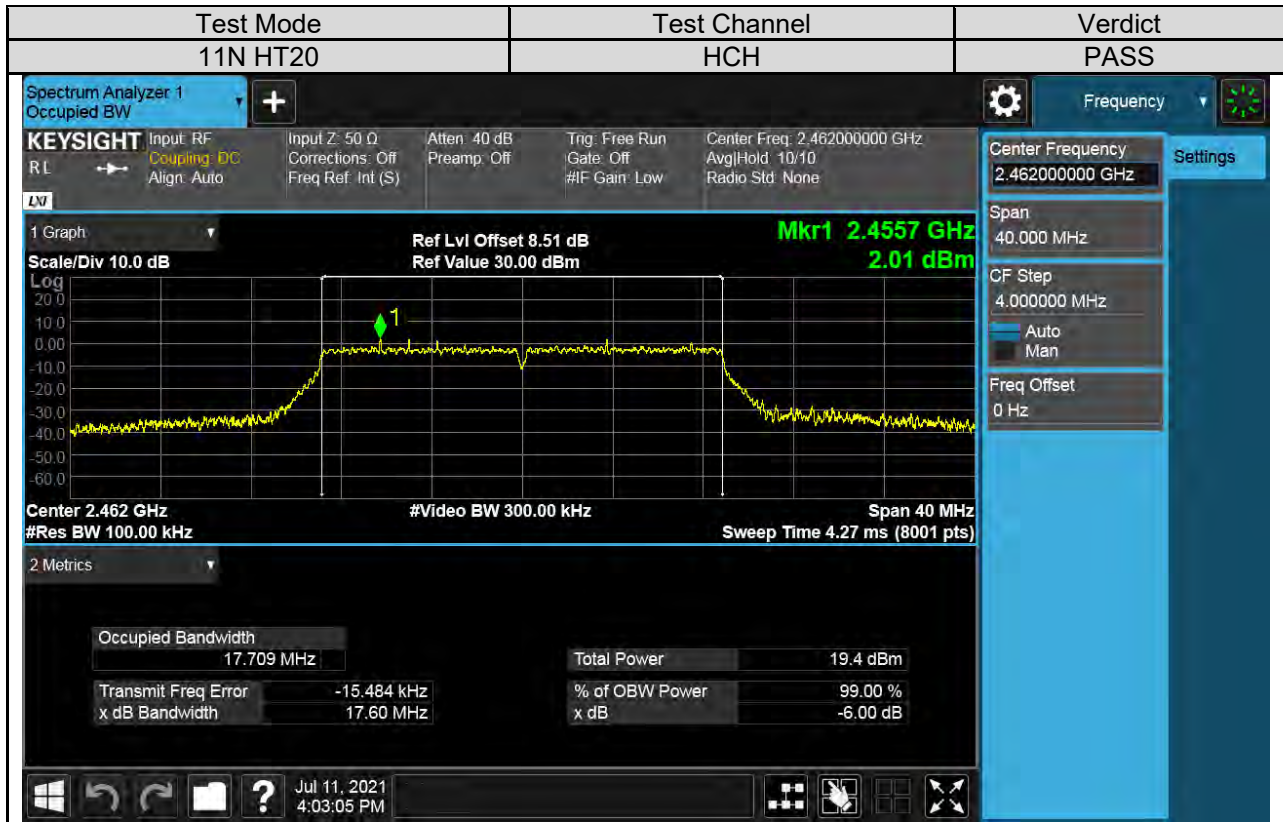 Test Mode Test Channel Verdict
11N HT20 HCH PASS
Spectrum Analyzer 1
Occupied BW
+
Frequency
KEYSIGHT
RL
LXI
Input: RF
Coupling: DC
Align: Auto
Input Z: 50 Ω
Corrections: Off
Freq Ref: Int (S)
Atten: 40 dB
Preamp: Off
Trig: Free Run
Gate: Off
#IF Gain: Low
Center Freq: 2.462000000 GHz
Avg|Hold: 10/10
Radio Std: None
Center Frequency
2.462000000 GHz
Settings
Span
40.000 MHz
CF Step
4.000000 MHz
Auto
Man
Freq Offset
0 Hz
1 Graph
Scale/Div 10.0 dB
Ref Lvl Offset 8.51 dB
Ref Value 30.00 dBm
Mkr1 2.4557 GHz
2.01 dBm
Log
20.0
10.0
0.00
-10.0
-20.0
-30.0
-40.0
-50.0
-60.0
1
Center 2.462 GHz
#Res BW 100.00 kHz
#Video BW 300.00 kHz
Span 40 MHz
Sweep Time 4.27 ms (8001 pts)
2 Metrics
Occupied Bandwidth
17.709 MHz
Total Power 19.4 dBm
Transmit Freq Error -15.484 kHz
% of OBW Power 99.00 %
x dB Bandwidth 17.60 MHz
x dB -6.00 dB
?
Jul 11, 2021
4:03:05 PM